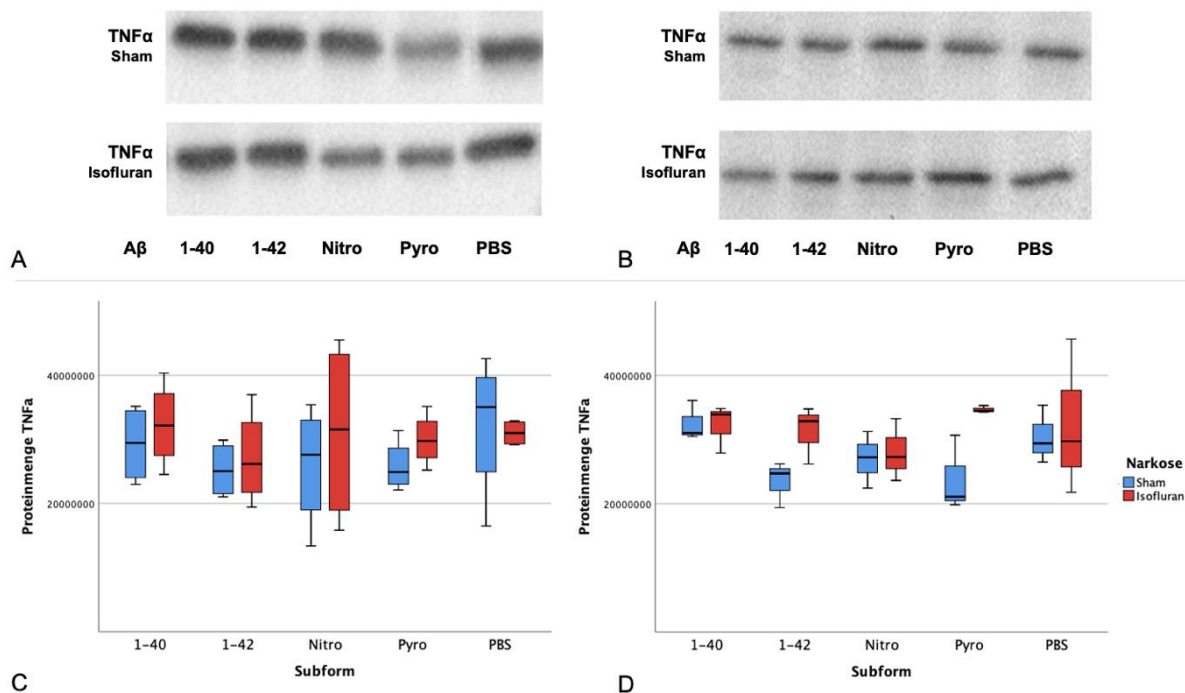 TNFα
Sham
TNFα
Isofluran
Aβ 1-40 1-42 Nitro Pyro PBS
A
TNFα
Sham
TNFα
Isofluran
Aβ 1-40 1-42 Nitro Pyro PBS
B
Proteinmenge TNFa
40000000
20000000
1-40 1-42 Nitro Pyro PBS
Subform
C
Proteinmenge TNFa
40000000
20000000
1-40 1-42 Nitro Pyro PBS
Subform
D
Narkose
Sham
Isofluran